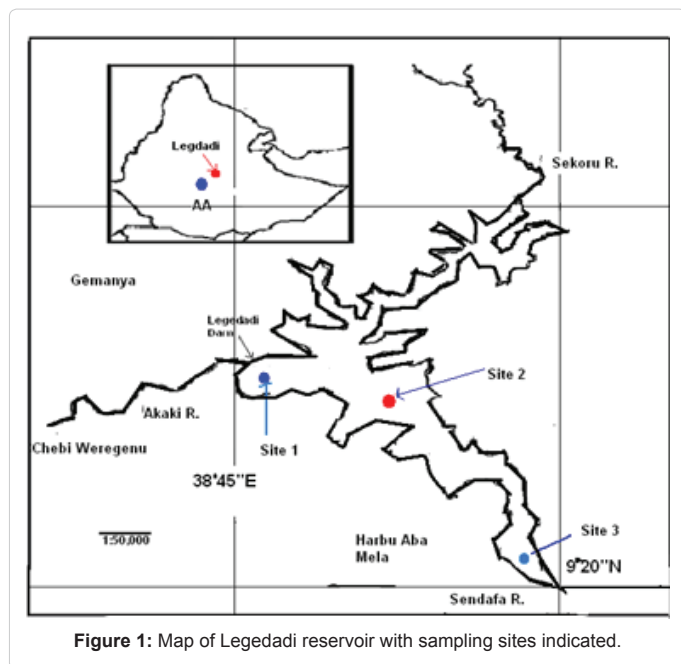 Legdadi
AA
Sekoru R.
Gemanya
Legedadi
Dam
Site 2
Akaki R.
Site 1
Chebi Weregenu
38°45"E
Site 3
1:50,000
Harbu Aba
Mela
9°20"N
Sendafa R.
Figure 1: Map of Legedadi reservoir with sampling sites indicated.